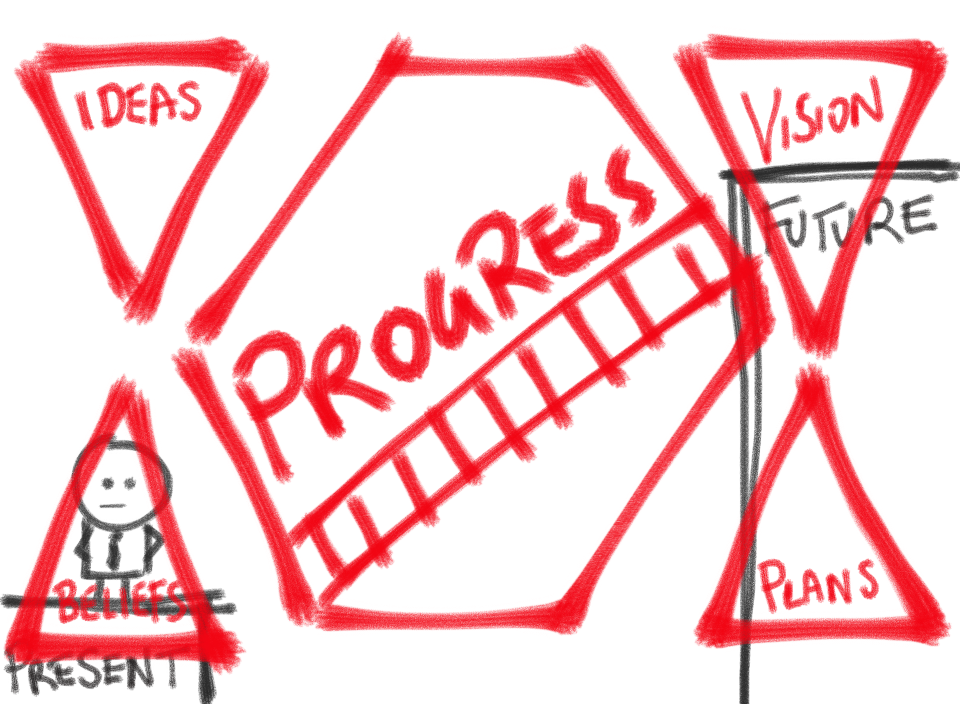 IDEAS
VISION
FUTURE
PROGRESS
BELIEFS
PLANS
PRESENT